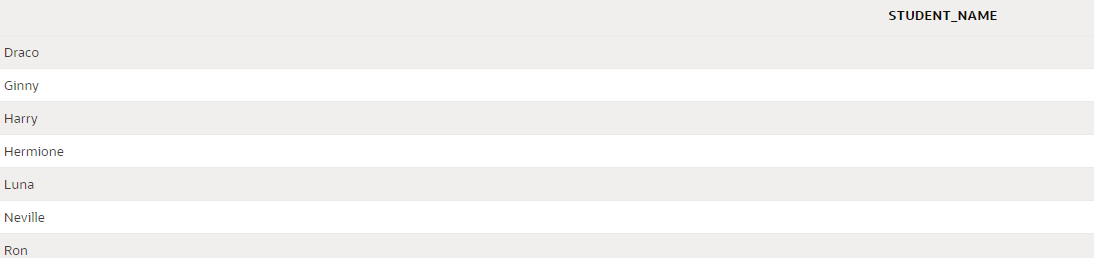 STUDENT_NAME
Draco
Ginny
Harry
Hermione
Luna
Neville
Ron